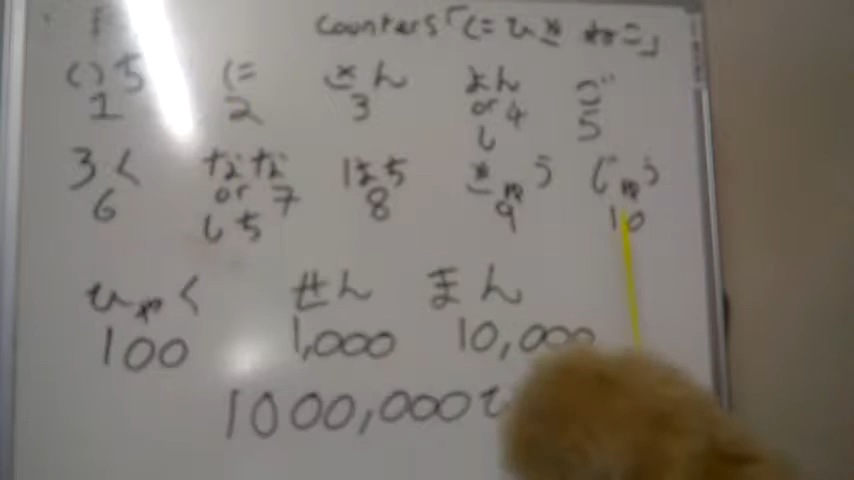 counters「にひき ねこ」
いち に さん よん ご
1 2 3 or 4 5
し
ろく なな はち きゅう じゅう
6 or 7 8 9 10
しち
ひゃく せん まん
100 1,000 10,000
1000,000